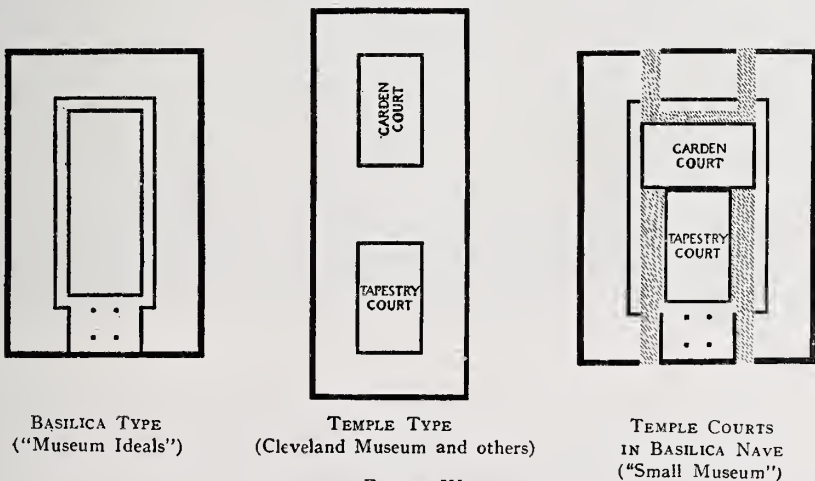 GARDEN
COURT
TAPESTRY
COURT
GARDEN
COURT
TAPESTRY
COURT
BASILICA TYPE
("Museum Ideals")
TEMPLE TYPE
(Cleveland Museum and others)
TEMPLE COURTS
IN BASILICA NAVE
("Small Museum")